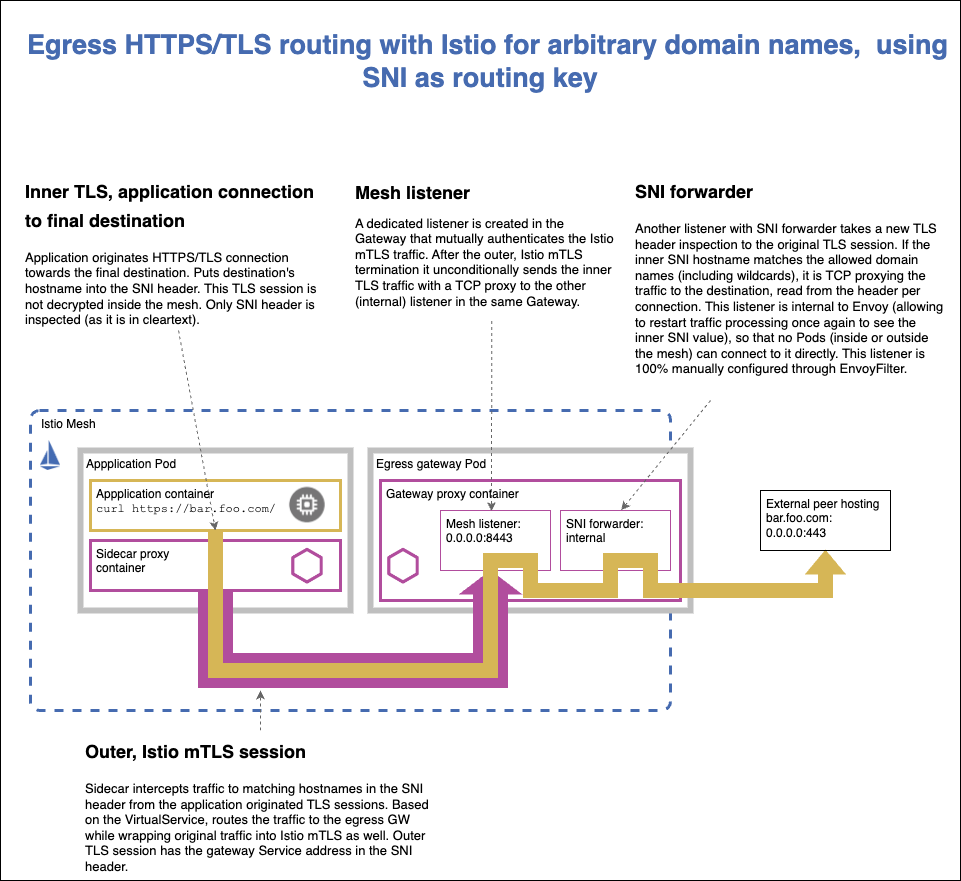 Egress HTTPS/TLS routing with Istio for arbitrary domain names,  using
SNI as routing key
Inner TLS, application connection
to final destination
Application originates HTTPS/TLS connection
towards the final destination. Puts destination's
hostname into the SNI header. This TLS session is
not decrypted inside the mesh. Only SNI header is
inspected (as it is in cleartext).
Mesh listener
A dedicated listener is created in the
Gateway that mutually authenticates the Istio
mTLS traffic. After the outer, Istio mTLS
termination it unconditionally sends the inner
TLS traffic with a TCP proxy to the other
(internal) listener in the same Gateway.
SNI forwarder
Another listener with SNI forwarder takes a new TLS
header inspection to the original TLS session. If the
inner SNI hostname matches the allowed domain
names (including wildcards), it is TCP proxying the
traffic to the destination, read from the header per
connection. This listener is internal to Envoy (allowing
to restart traffic processing once again to see the
inner SNI value), so that no Pods (inside or outside
the mesh) can connect to it directly. This listener is
100% manually configured through EnvoyFilter.
Istio Mesh
Appplication Pod
Appplication container
curl https://bar.foo.com/
Sidecar proxy
container
Egress gateway Pod
Gateway proxy container
Mesh listener:
0.0.0.0:8443
SNI forwarder:
internal
External peer hosting
bar.foo.com:
0.0.0.0:443
Outer, Istio mTLS session
Sidecar intercepts traffic to matching hostnames in the SNI
header from the application originated TLS sessions. Based
on the VirtualService, routes the traffic to the egress GW
while wrapping original traffic into Istio mTLS as well. Outer
TLS session has the gateway Service address in the SNI
header.